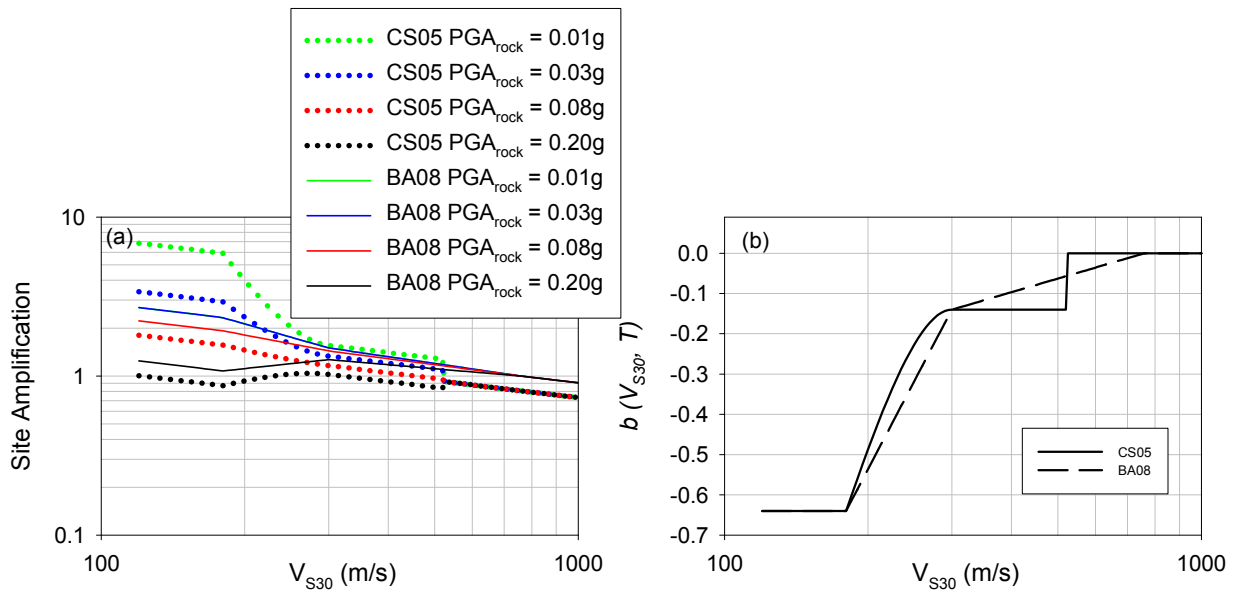 CS05 PGArock = 0.01g
CS05 PGArock = 0.03g
CS05 PGArock = 0.08g
CS05 PGArock = 0.20g
BA08 PGArock = 0.01g
BA08 PGArock = 0.03g
BA08 PGArock = 0.08g
BA08 PGArock = 0.20g
(a)
Site Amplification
10
1
0.1
100
1000
VS30 (m/s)
(b)
b (VS30, T)
0.0
-0.1
-0.2
-0.3
-0.4
-0.5
-0.6
-0.7
CS05
BA08
100
1000
VS30 (m/s)